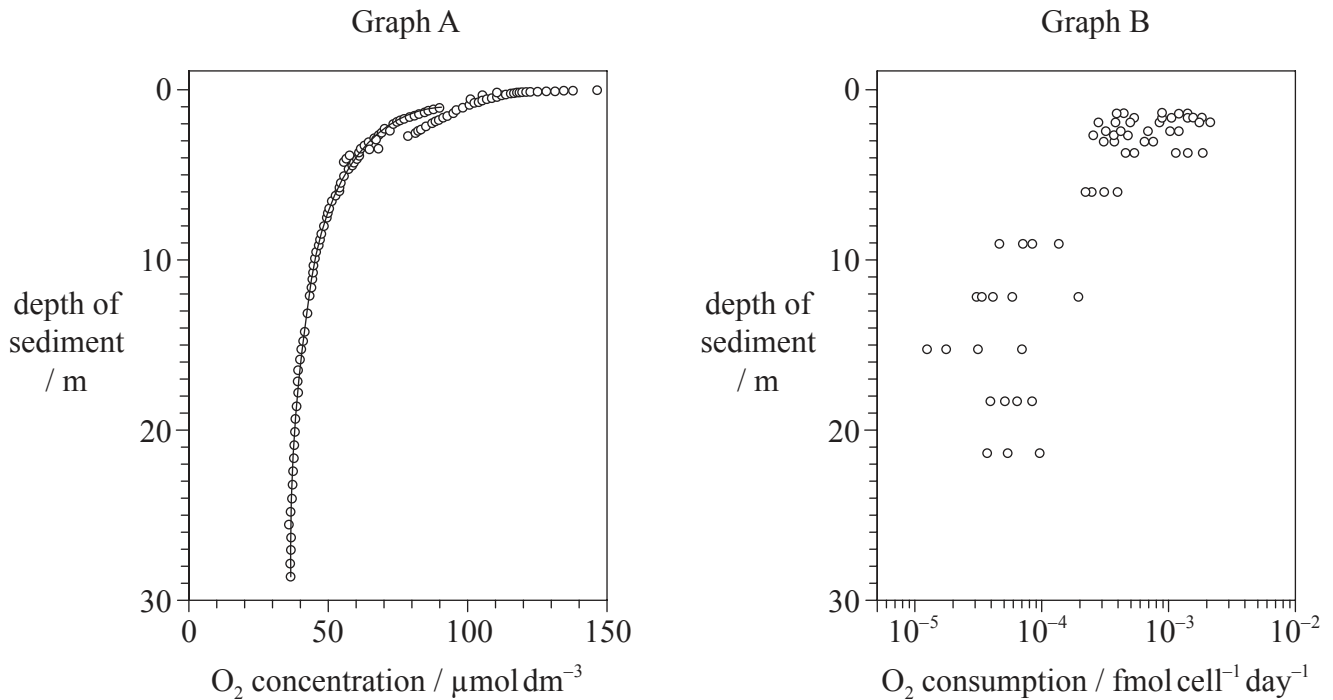 Graph A
Graph B
0
10
20
30
depth of
sediment
/ m
0
50
100
150
O₂ concentration / µmol dm⁻³
0
10
20
30
depth of
sediment
/ m
10⁻⁵
10⁻⁴
10⁻³
10⁻²
O₂ consumption / fmol cell⁻¹ day⁻¹